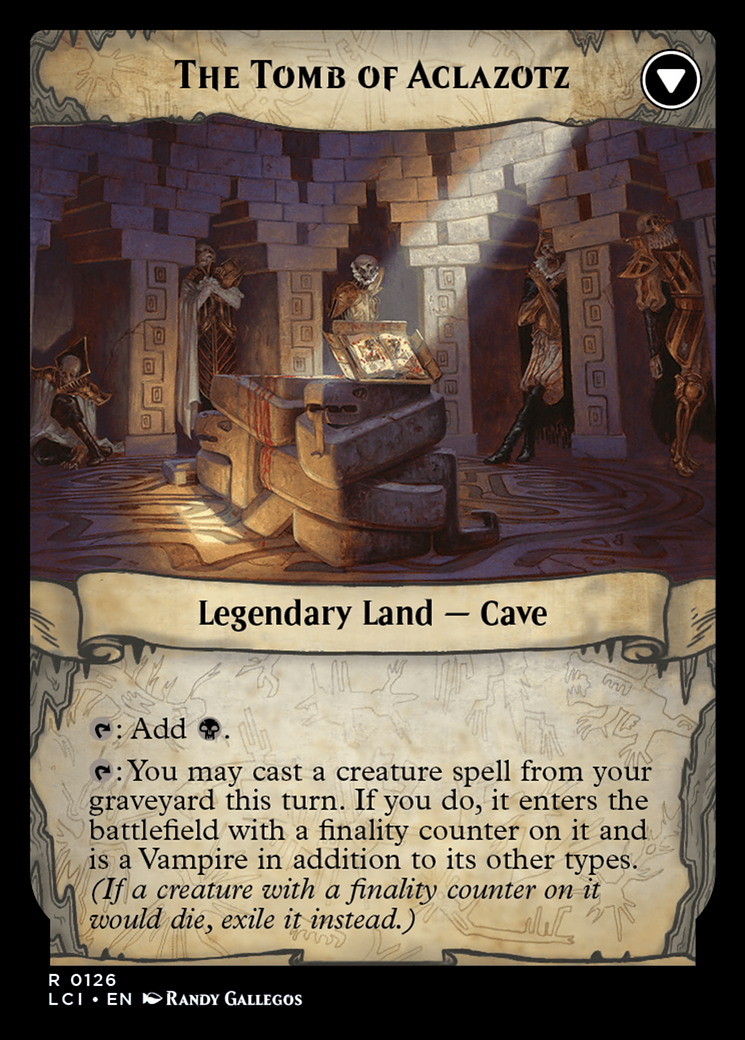 The Tomb of Aclazotz
Legendary Land — Cave
: Add .
: You may cast a creature spell from your
graveyard this turn. If you do, it enters the
battlefield with a finality counter on it and
is a Vampire in addition to its other types.
(If a creature with a finality counter on it
would die, exile it instead.)
R 0126
LCI • EN Randy Gallegos